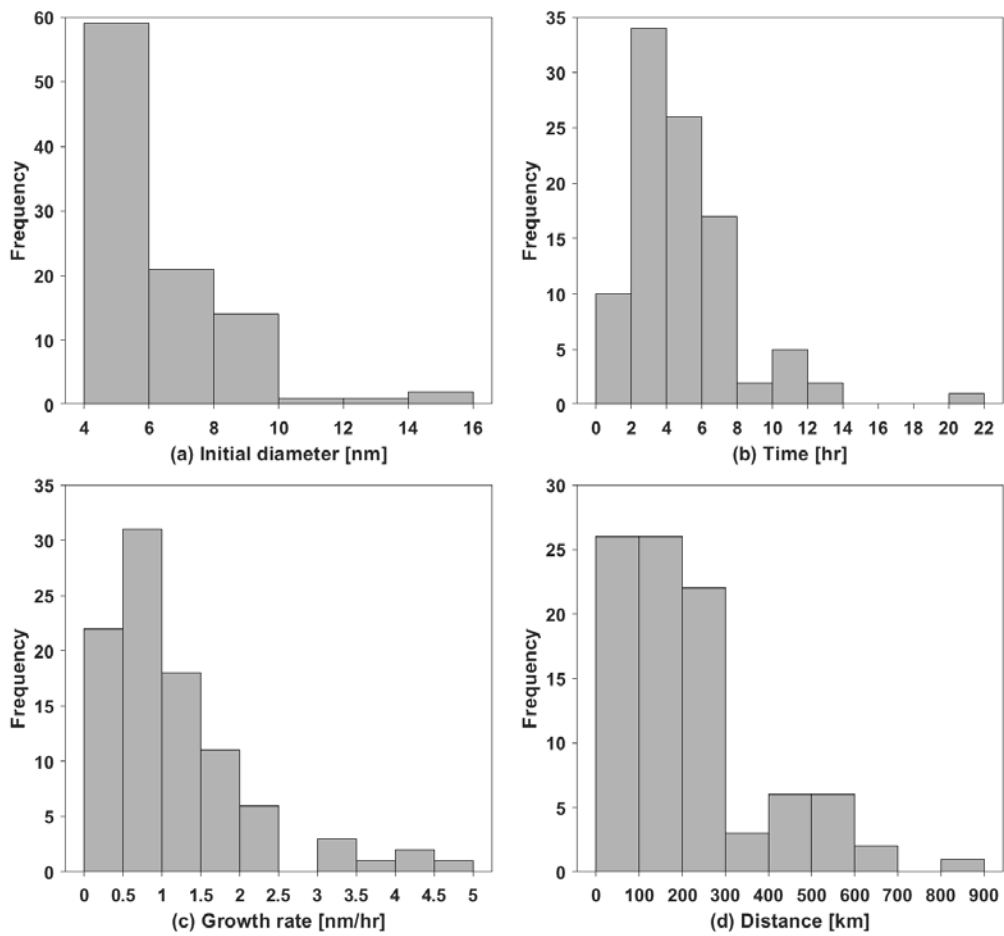 60
50
40
30
20
10
0
Frequency
4 6 8 10 12 14 16
(a) Initial diameter [nm]
35
30
25
20
15
10
5
0
Frequency
0 2 4 6 8 10 12 14 16 18 20 22
(b) Time [hr]
35
30
25
20
15
10
5
0
Frequency
0 0.5 1 1.5 2 2.5 3 3.5 4 4.5 5
(c) Growth rate [nm/hr]
30
25
20
15
10
5
0
Frequency
0 100 200 300 400 500 600 700 800 900
(d) Distance [km]